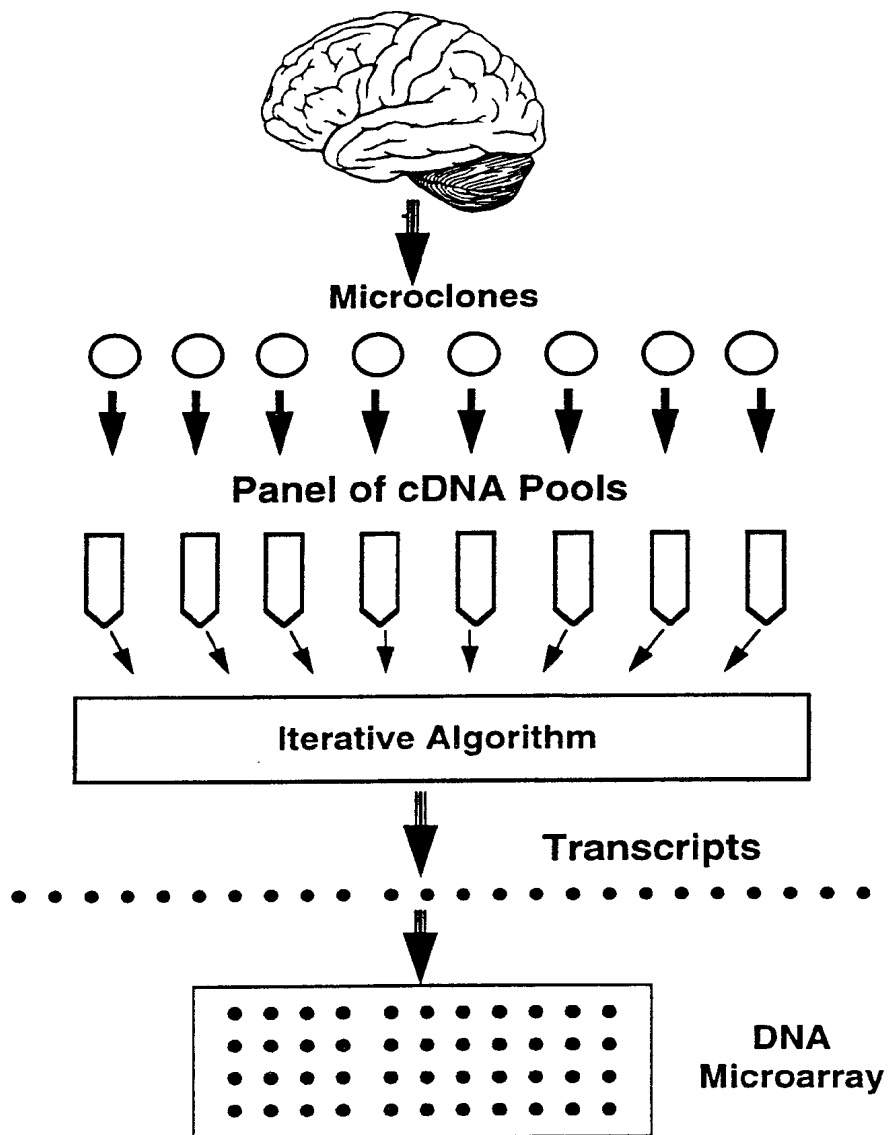 Microclones
Panel of cDNA Pools
Iterative Algorithm
Transcripts
DNA
Microarray